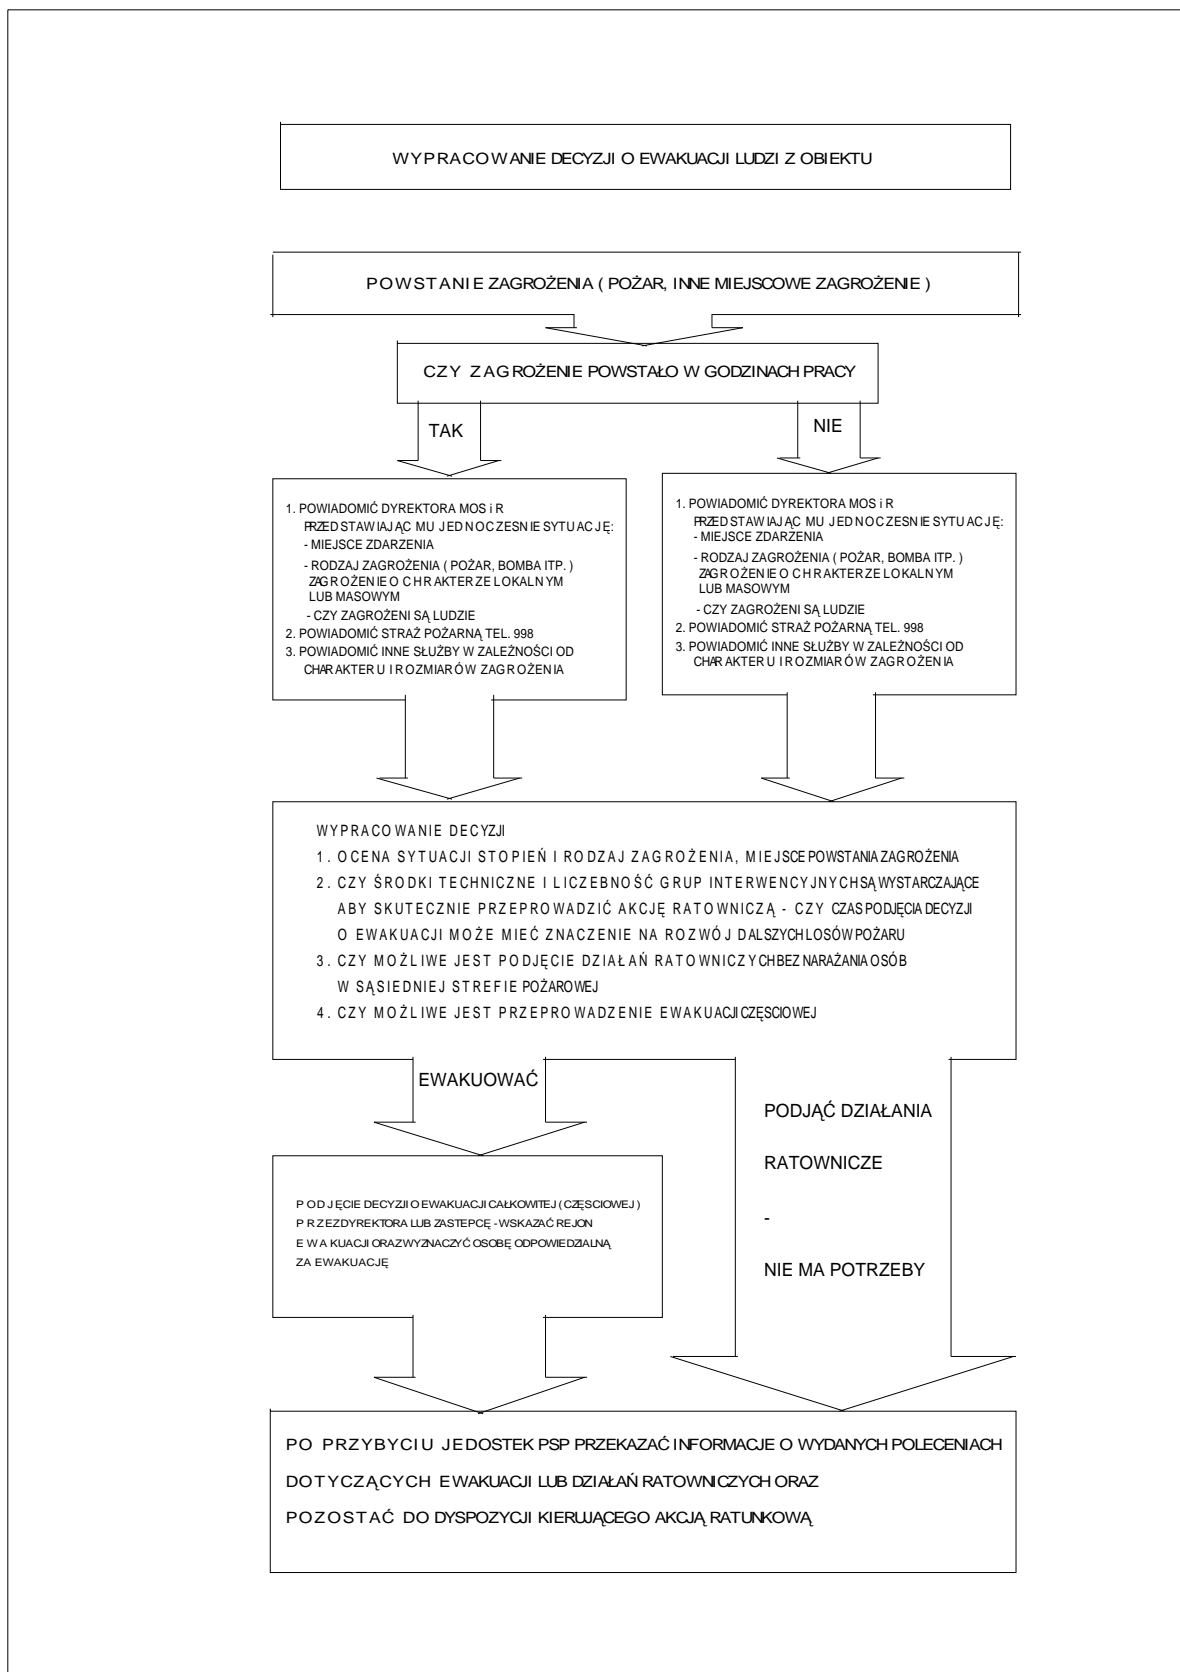 WYPRACOWANIE DECYZJI O EWAKUACJI LUDZI Z OBIEKTU
POWSTANIE ZAGROŻENIA ( POŻAR, INNE MIEJSCOWE ZAGROŻENIE )
CZY ZAGROŻENIE POWSTAŁO W GODZINACH PRACY
TAK
NIE
1. POWIADOMIĆ DYREKTORA MOS i R
PRZEDSTAWIAJĄC MU JEDNOCZESNIE SYTUACJĘ:
- MIEJSCE ZDARZENIA
- RODZAJ ZAGROŻENIA ( POŻAR, BOMBA ITP. )
ZAGROŻENIE O CHRAKTERZE LOKALNYM
LUB MASOWYM
- CZY ZAGROŻENI SĄ LUDZIE
2. POWIADOMIĆ STRAŻ POŻARNĄ TEL. 998
3. POWIADOMIĆ INNE SŁUŻBY W ZALEŻNOŚCI OD
CHARAKTERU I ROZMIARÓW ZAGROŻENIA
1. POWIADOMIĆ DYREKTORA MOS i R
PRZEDSTAWIAJĄC MU JEDNOCZESNIE SYTUACJĘ:
- MIEJSCE ZDARZENIA
- RODZAJ ZAGROŻENIA ( POŻAR, BOMBA ITP. )
ZAGROŻENIE O CHRAKTERZE LOKALNYM
LUB MASOWYM
- CZY ZAGROŻENI SĄ LUDZIE
2. POWIADOMIĆ STRAŻ POŻARNĄ TEL. 998
3. POWIADOMIĆ INNE SŁUŻBY W ZALEŻNOŚCI OD
CHARAKTERU I ROZMIARÓW ZAGROŻENIA
WYPRACOWANIE DECYZJI
1. OCENA SYTUACJI STOPIEŃ I RODZAJ ZAGROŻENIA, MIEJSCE POWSTANIA ZAGROŻENIA
2. CZY ŚRODKI TECHNICZNE I LICZEBNOŚĆ GRUP INTERWENCYJNYCH SĄ WYSTARCZAJĄCE
ABY SKUTECZNIE PRZEPROWADZIĆ AKCJĘ RATOWNICZĄ - CZY CZAS PODJĘCIA DECYZJI
O EWAKUACJI MOŻE MIEĆ ZNACZENIE NA ROZWÓJ DALSZYCH LOSÓW POŻARU
3. CZY MOŻLIWE JEST PODJĘCIE DZIAŁAŃ RATOWNICZYCH BEZ NARAŻANIA OSÓB
W SĄSIEDNIEJ STREFIE POŻAROWEJ
4. CZY MOŻLIWE JEST PRZEPROWADZENIE EWAKUACJI CZĘSCIOWEJ
EWAKUOWAĆ
PODJĄĆ DZIAŁANIA
RATOWNICZE
-
NIE MA POTRZEBY
PODJĘCIE DECYZJI O EWAKUACJI CAŁKOWITEJ ( CZĘSCIOWEJ )
PRZEZ DYREKTORA LUB ZASTEPCĘ - WSKAZAĆ REJON
EWAKUACJI ORAZ WYZNACZYĆ OSOBĘ ODPOWIEDZIALNĄ
ZA EWAKUACJĘ
PO PRZYBYCIU JEDOSTEK PSP PRZEKAZAĆ INFORMACJE O WYDANYCH POLECENIACH
DOTYCZĄCYCH EWAKUACJI LUB DZIAŁAŃ RATOWNICZYCH ORAZ
POZOSTAĆ DO DYSPOZYCJI KIERUJĄCEGO AKCJĄ RATUNKOWĄ